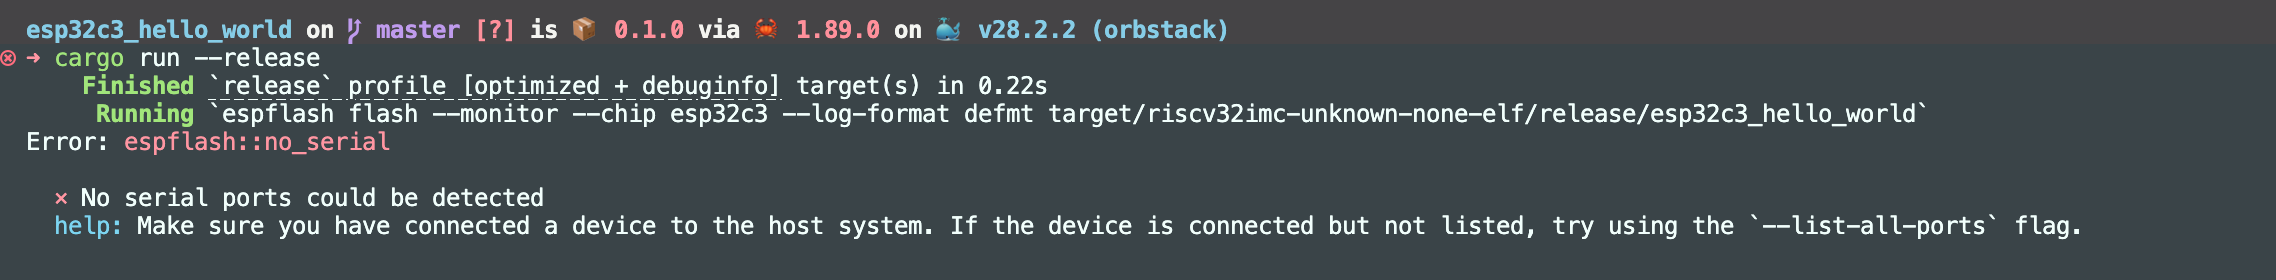 esp32c3_hello_world on master [?] is 📦 0.1.0 via 🦀 1.89.0 on 🐳 v28.2.2 (orbstack)
➜ cargo run --release
Finished `release` profile [optimized + debuginfo] target(s) in 0.22s
Running `espflash flash --monitor --chip esp32c3 --log-format defmt target/riscv32imc-unknown-none-elf/release/esp32c3_hello_world`
Error: espflash::no_serial
× No serial ports could be detected
help: Make sure you have connected a device to the host system. If the device is connected but not listed, try using the `--list-all-ports` flag.